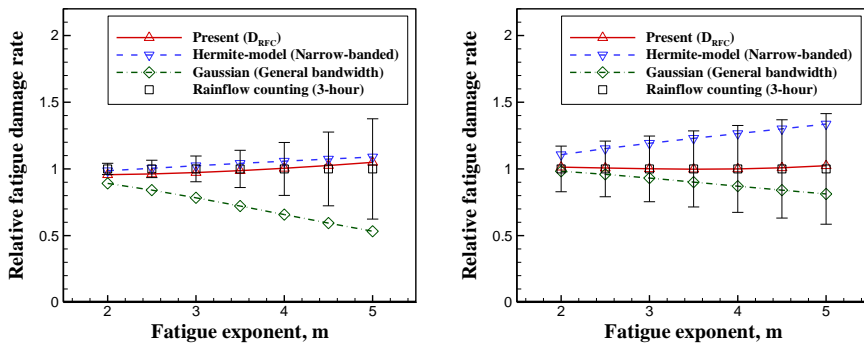 Relative fatigue damage rate
2
1.5
1
0.5
0
2
3
4
5
Fatigue exponent, m
Present (DRFC)
Hermite-model (Narrow-banded)
Gaussian (General bandwidth)
Rainflow counting (3-hour)
Relative fatigue damage rate
2
1.5
1
0.5
0
2
3
4
5
Fatigue exponent, m
Present (DRFC)
Hermite-model (Narrow-banded)
Gaussian (General bandwidth)
Rainflow counting (3-hour)